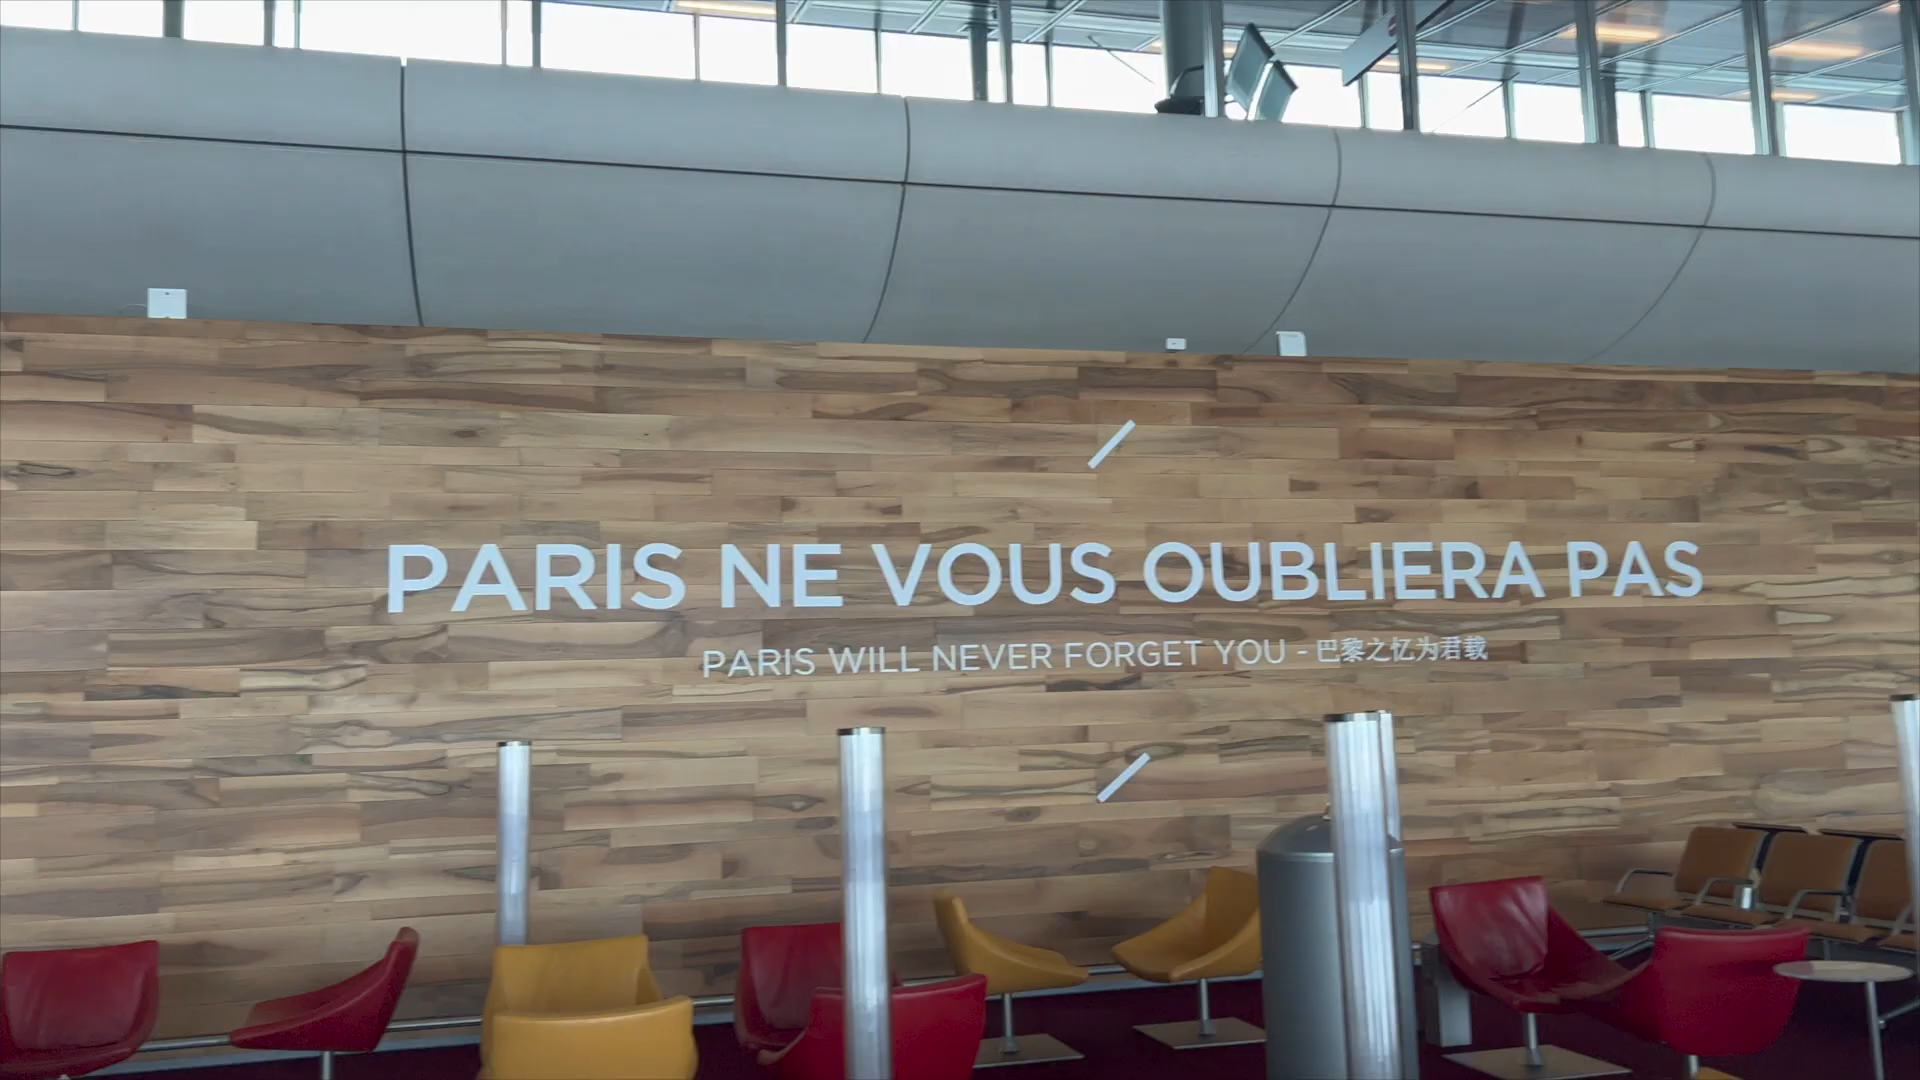 PARIS NE VOUS OUBLIERA PAS
PARIS WILL NEVER FORGET YOU - 巴黎之忆为君载